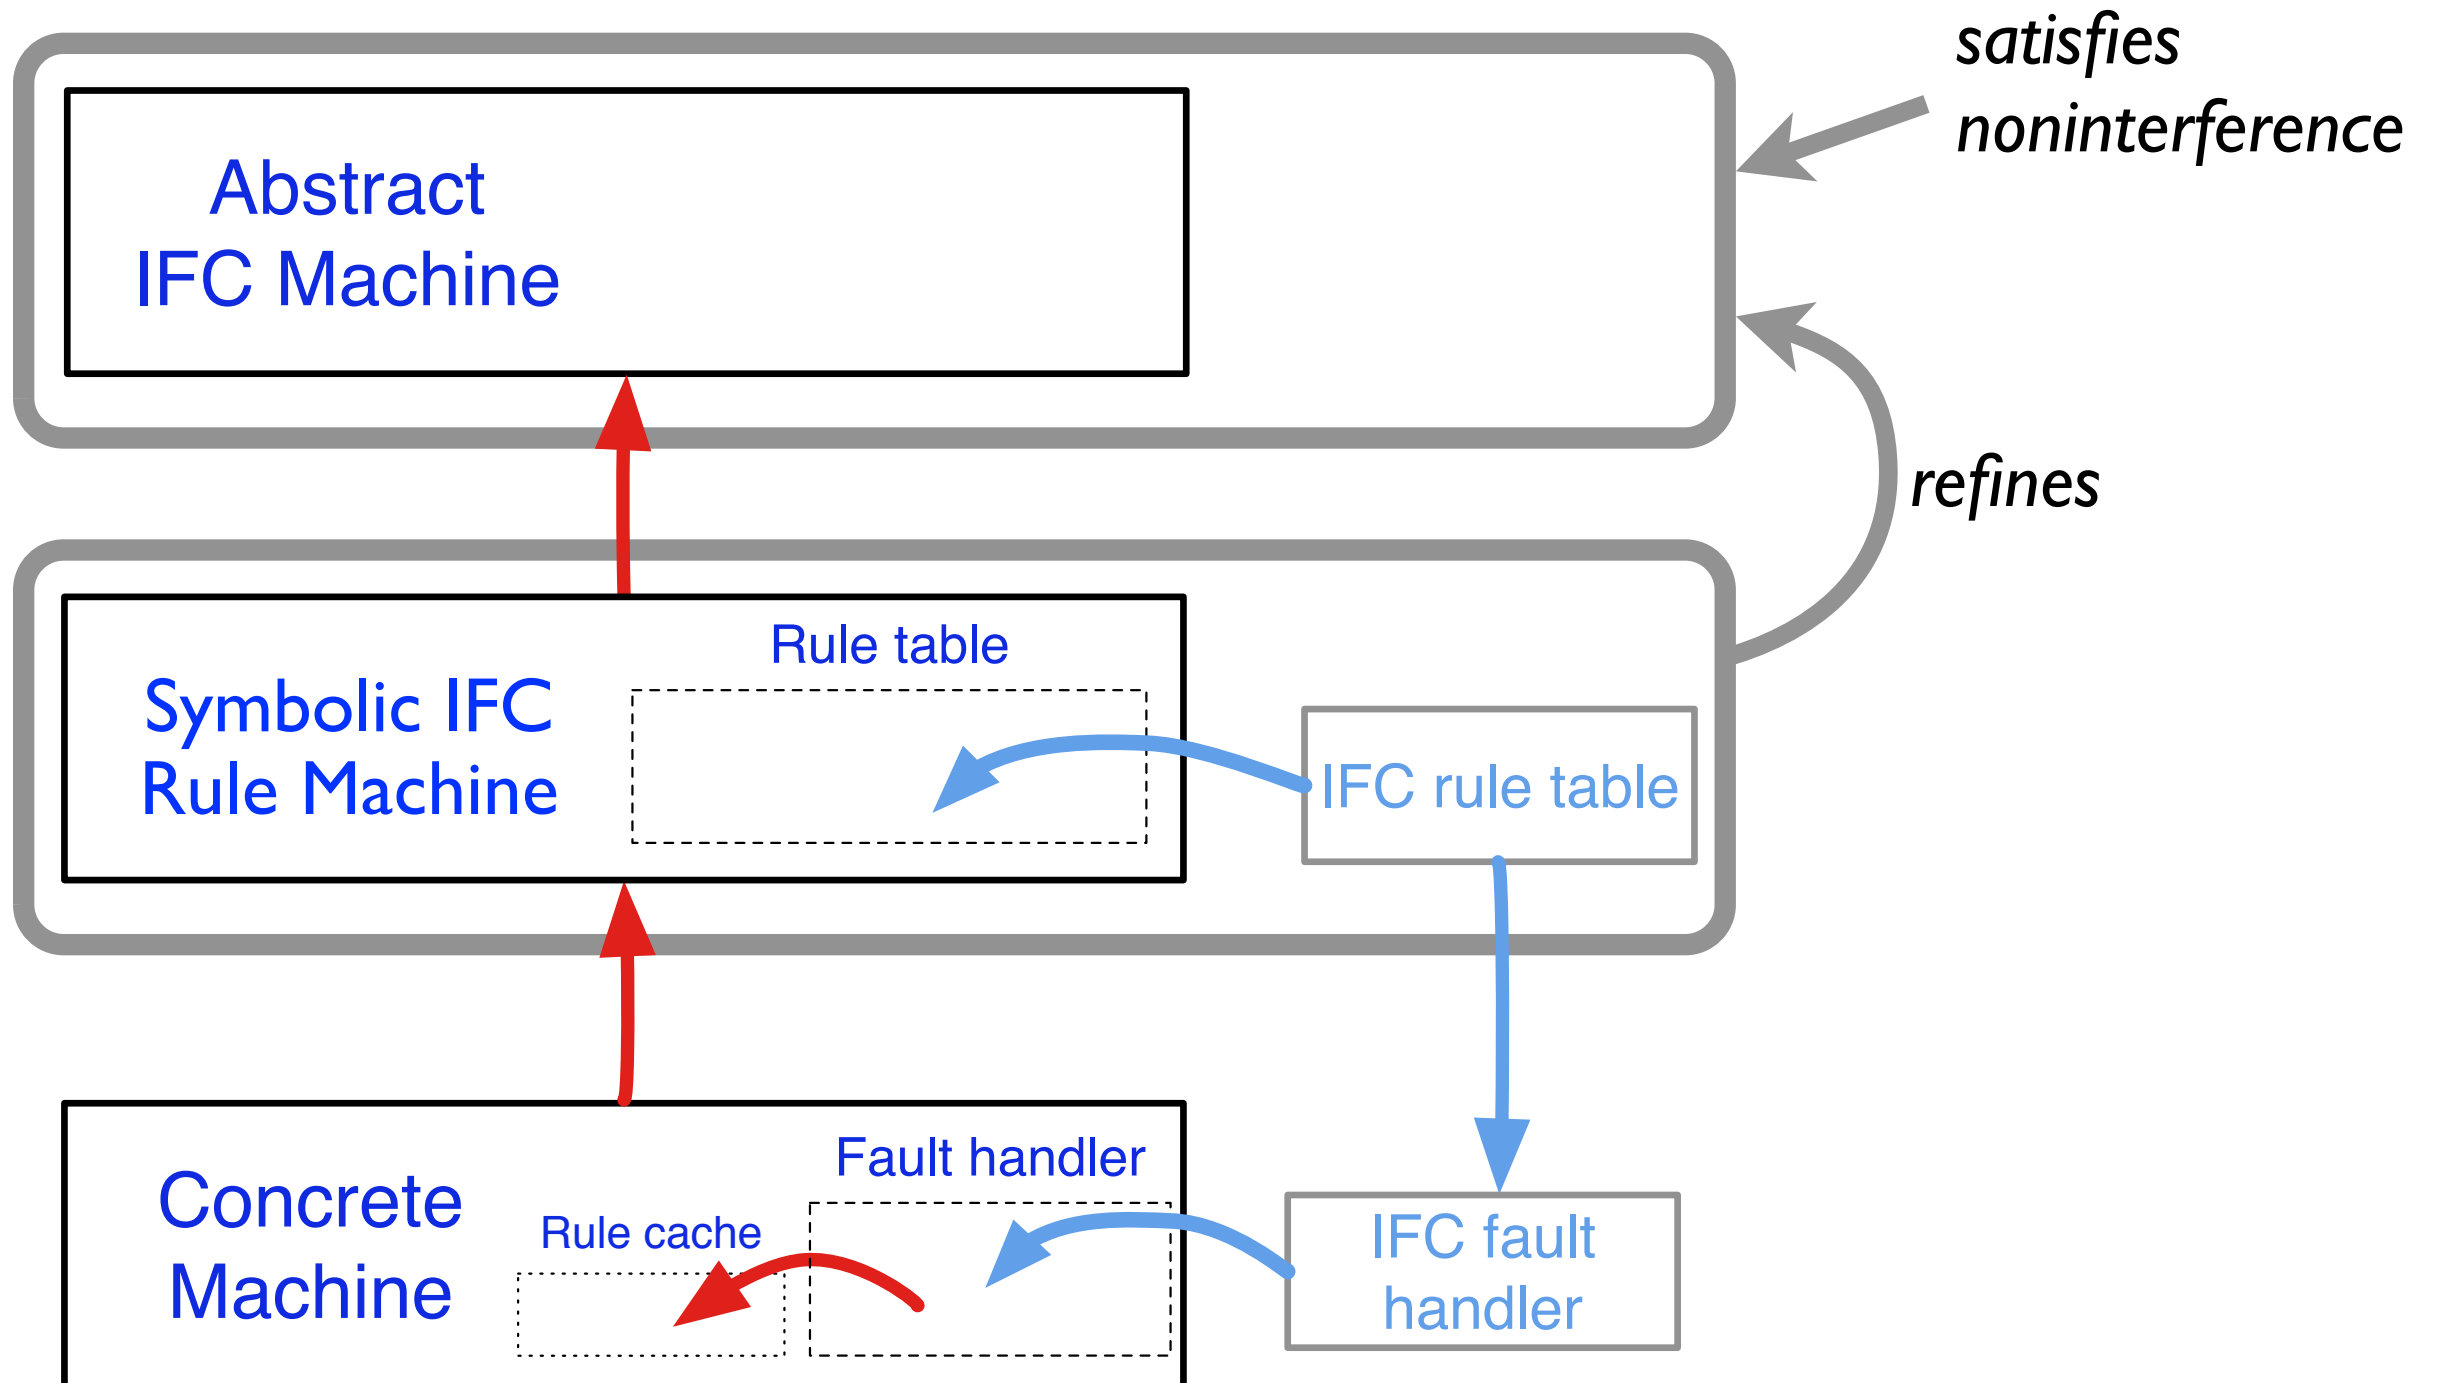 satisfies
noninterference
Abstract
IFC Machine
refines
Rule table
Symbolic IFC
Rule Machine
IFC rule table
Fault handler
Concrete
Machine
Rule cache
IFC fault
handler